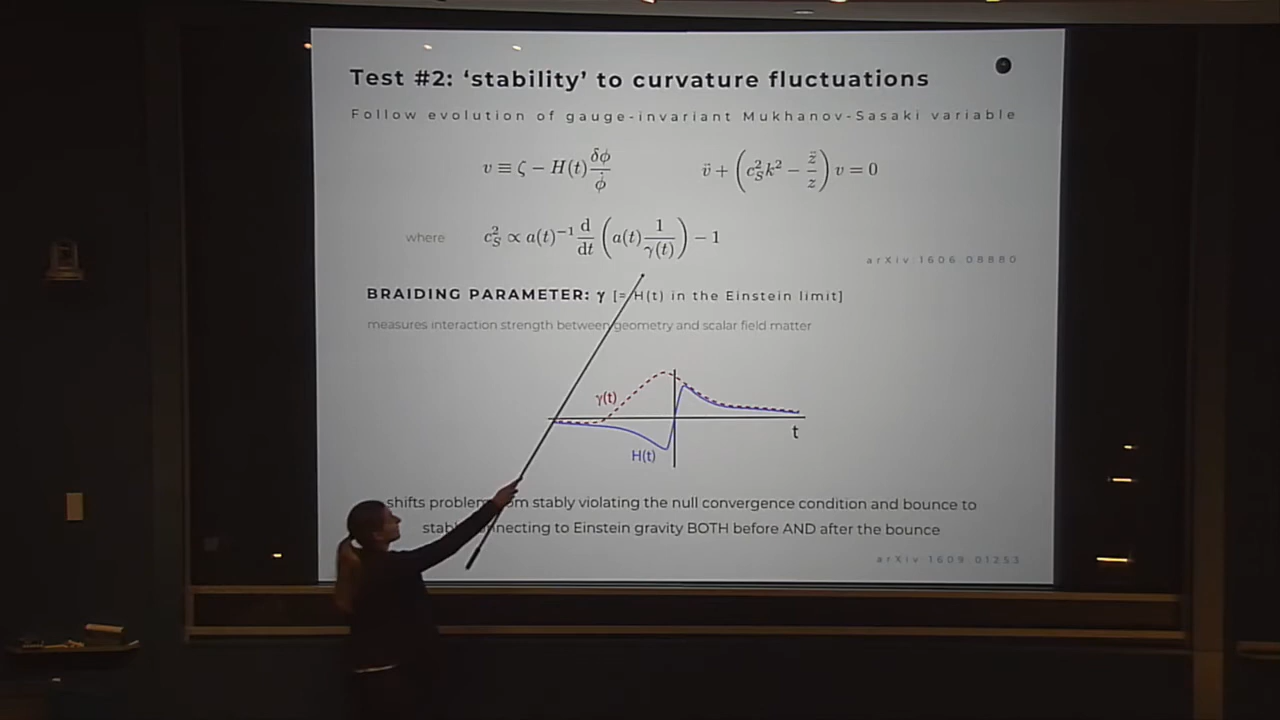 Test #2: ‘stability’ to curvature fluctuations
Follow evolution of gauge-invariant Mukhanov-Sasaki variable
v ≡ ζ − H(t) δϕ/ϕ̇
v̈ + (c_S²k² − z̈/z) v = 0
where c_S² ∝ a(t)⁻¹ d/dt (a(t) 1/γ(t)) − 1
arXiv:1606.08880
BRAIDING PARAMETER: γ [= H(t) in the Einstein limit]
measures interaction strength between geometry and scalar field matter
γ(t)
t
H(t)
shifts problem from stably violating the null convergence condition and bounce to
connecting to Einstein gravity BOTH before AND after the bounce
arXiv:1609.01253